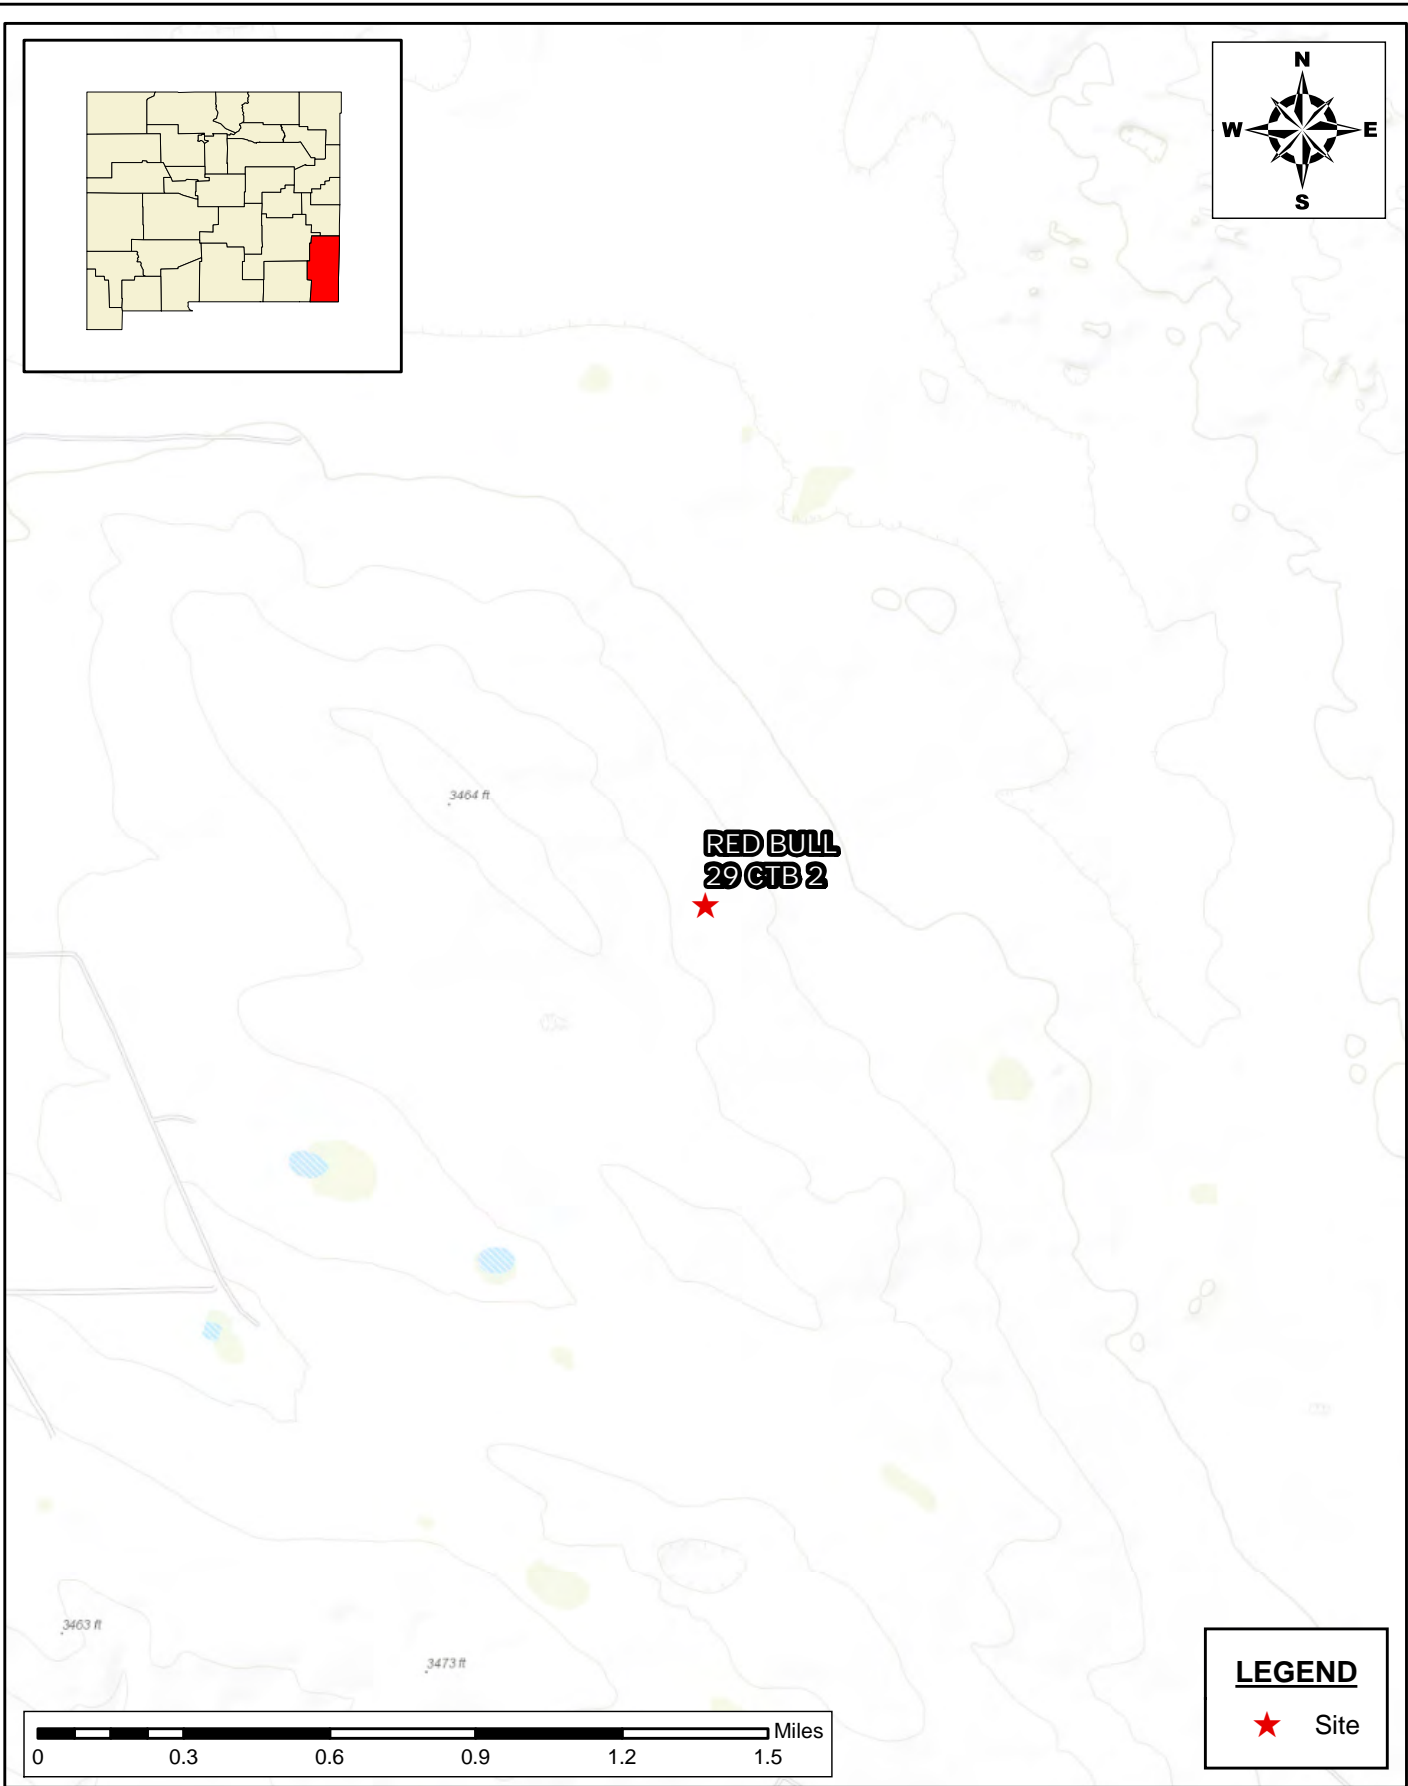 N
W E
S
3464 ft
RED BULL
29 CTB 2
3463 ft
3473 ft
LEGEND
Site
Miles
0 0.3 0.6 0.9 1.2 1.5